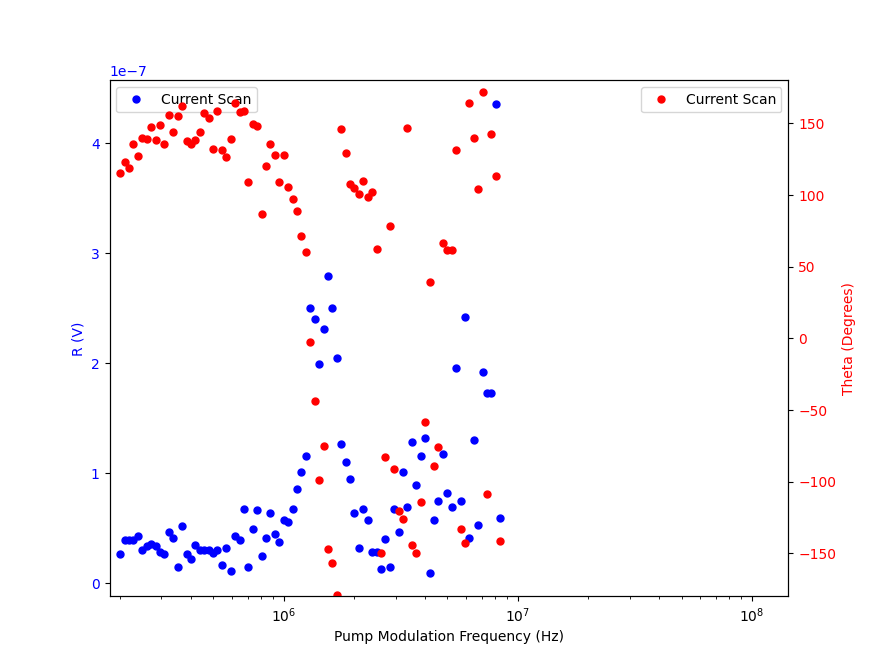 1e−7
Current Scan
Current Scan
4
3
2
1
0
R (V)
150
100
50
0
−50
−100
−150
Theta (Degrees)
10^6
10^7
10^8
Pump Modulation Frequency (Hz)